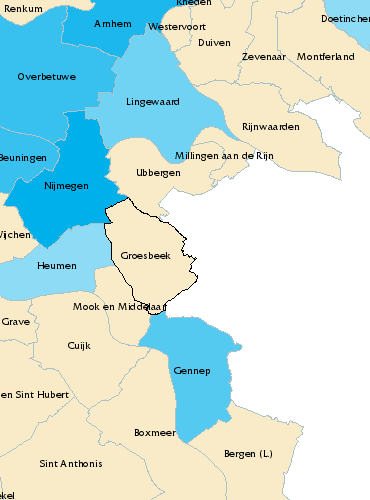 Renkum
Rheden
Arnhem
Westervoort
Doetinchem
Duiven
Zevenaar
Montferland
Overbetuwe
Lingewaard
Rijnwaarden
Beuningen
Millingen aan de Rijn
Ubbergen
Nijmegen
Wijchen
Groesbeek
Heumen
Mook en Middelaar
Grave
Cuijk
Gennep
en Sint Hubert
Boxmeer
Bergen (L.)
Sint Anthonis
kel